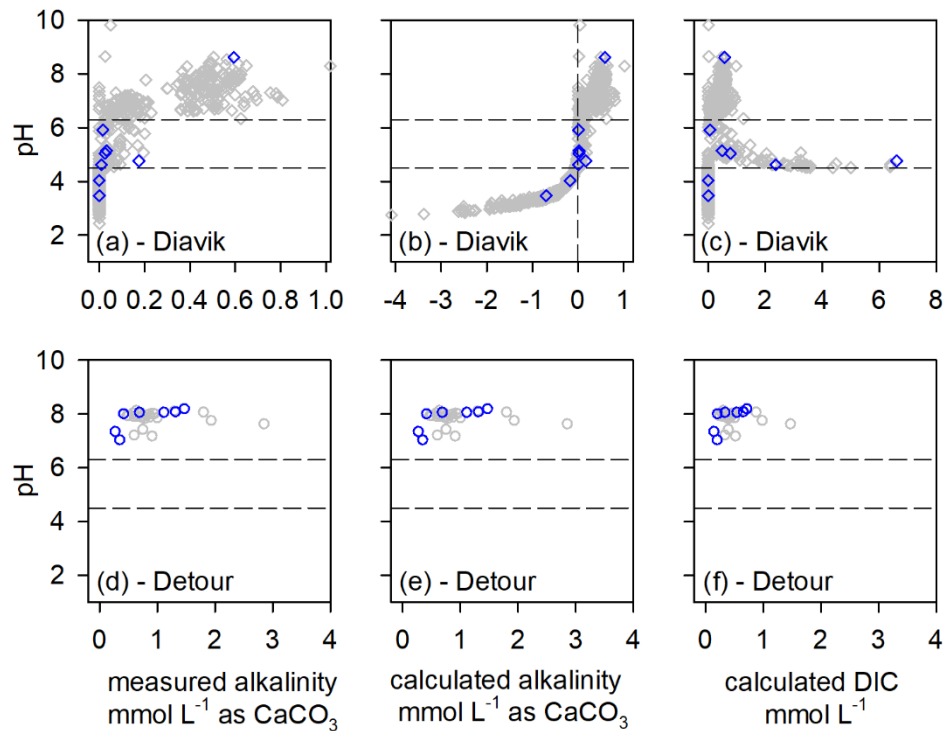 10
8
6
4
2
pH
(a) - Diavik
(b) - Diavik
(c) - Diavik
0.0 0.2 0.4 0.6 0.8 1.0
-4 -3 -2 -1 0 1
0 2 4 6 8
10
8
6
4
2
pH
(d) - Detour
(e) - Detour
(f) - Detour
0 1 2 3 4
0 1 2 3 4
0 1 2 3 4
measured alkalinity
mmol L⁻¹ as CaCO₃
calculated alkalinity
mmol L⁻¹ as CaCO₃
calculated DIC
mmol L⁻¹